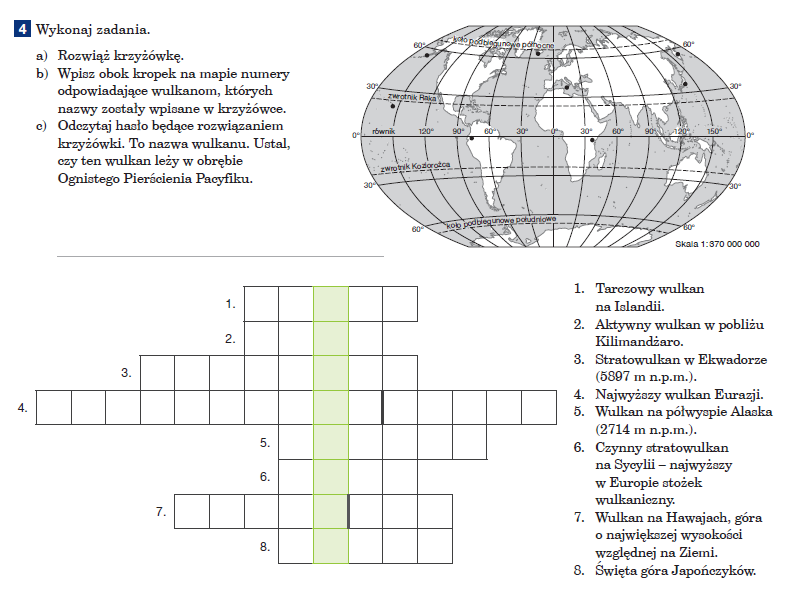 4 Wykonaj zadania.
a) Rozwiąż krzyżówkę.
b) Wpisz obok kropek na mapie numery
odpowiadające wulkanom, których
nazwy zostały wpisane w krzyżówce.
c) Odczytaj hasło będące rozwiązaniem
krzyżówki. To nazwa wulkanu. Ustal,
czy ten wulkan leży w obrębie
Ognistego Pierścienia Pacyfiku.
koło podbiegunowe północne
60° 60°
30° 30°
zwrotnik Raka
0° równik 120° 90° 60° 30° 0° 30° 60° 90° 120° 150° 0°
zwrotnik Koziorożca
30° 30°
koło podbiegunowe południowe
60° 60°
Skala 1:370 000 000
1.
2.
3.
4.
5.
6.
7.
8.
1. Tarczowy wulkan
na Islandii.
2. Aktywny wulkan w pobliżu
Kilimandżaro.
3. Stratowulkan w Ekwadorze
(5897 m n.p.m.).
4. Najwyższy wulkan Eurazji.
5. Wulkan na półwyspie Alaska
(2714 m n.p.m.).
6. Czynny stratowulkan
na Sycylii – najwyższy
w Europie stożek
wulkaniczny.
7. Wulkan na Hawajach, góra
o największej wysokości
względnej na Ziemi.
8. Święta góra Japończyków.